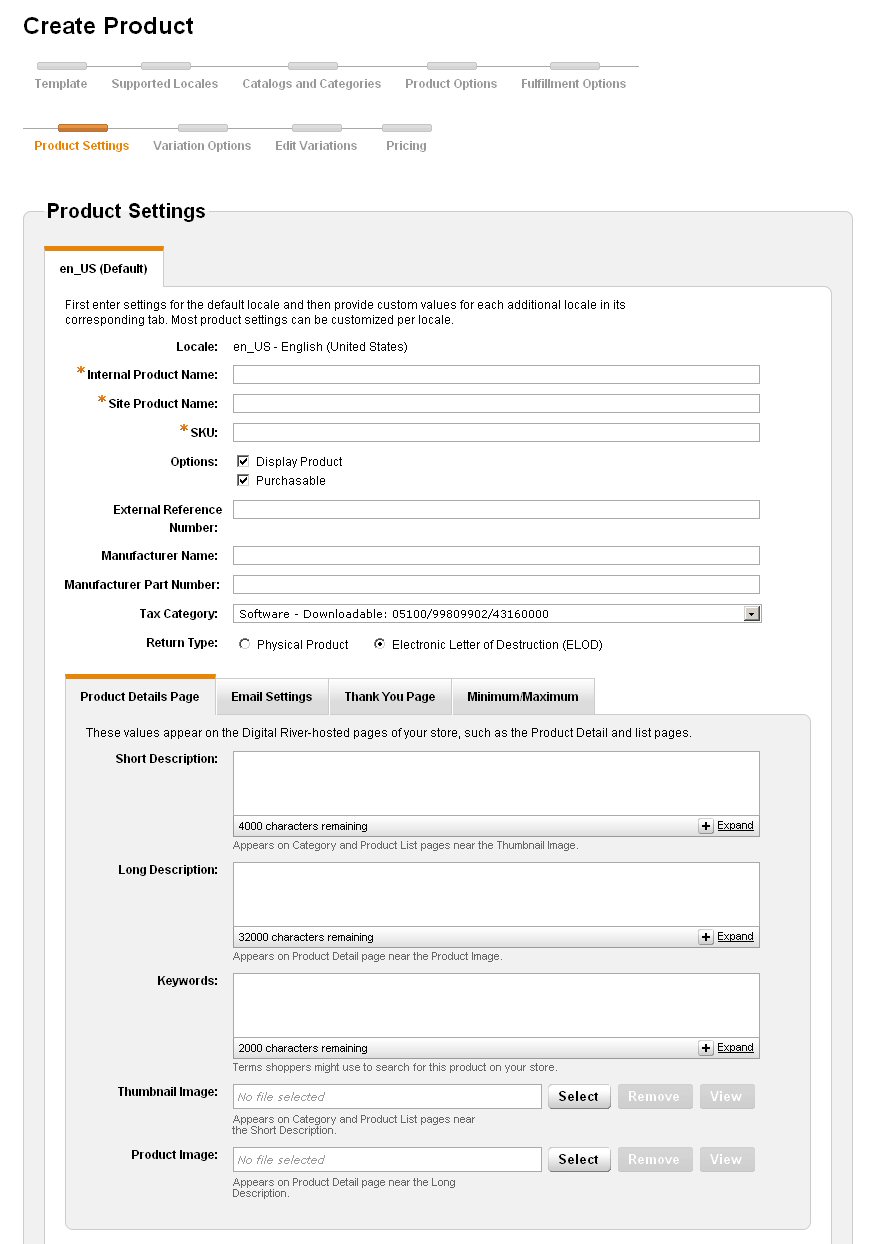 Create Product
Template Supported Locales Catalogs and Categories Product Options Fulfillment Options
Product Settings Variation Options Edit Variations Pricing
Product Settings
en_US (Default)
First enter settings for the default locale and then provide custom values for each additional locale in its
corresponding tab. Most product settings can be customized per locale.
Locale: en_US - English (United States)
*Internal Product Name:
*Site Product Name:
*SKU:
Options: Display Product
Purchasable
External Reference
Number:
Manufacturer Name:
Manufacturer Part Number:
Tax Category: Software - Downloadable: 05100/99809902/43160000
Return Type: Physical Product Electronic Letter of Destruction (ELOD)
Product Details Page Email Settings Thank You Page Minimum/Maximum
These values appear on the Digital River-hosted pages of your store, such as the Product Detail and list pages.
Short Description:
4000 characters remaining + Expand
Appears on Category and Product List pages near the Thumbnail Image.
Long Description:
32000 characters remaining + Expand
Appears on Product Detail page near the Product Image.
Keywords:
2000 characters remaining + Expand
Terms shoppers might use to search for this product on your store.
Thumbnail Image: No file selected Select Remove View
Appears on Category and Product List pages near
the Short Description.
Product Image: No file selected Select Remove View
Appears on Product Detail page near the Long
Description.